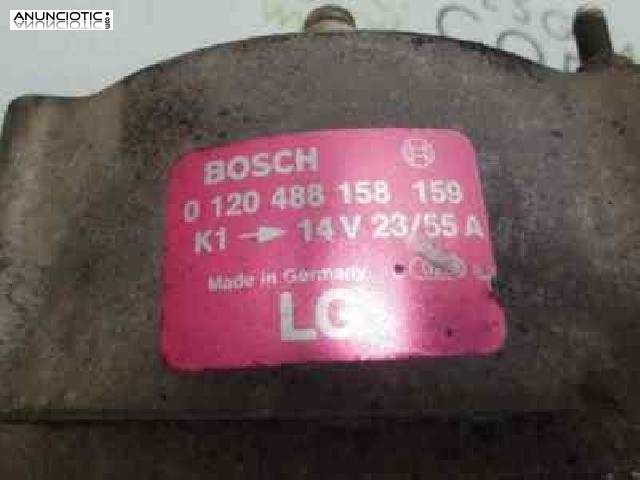 ANUNCIOTIC
BOSCH
0 120 488 158 159
K1 → 14 V 23/55 A
Made in Germany
LG